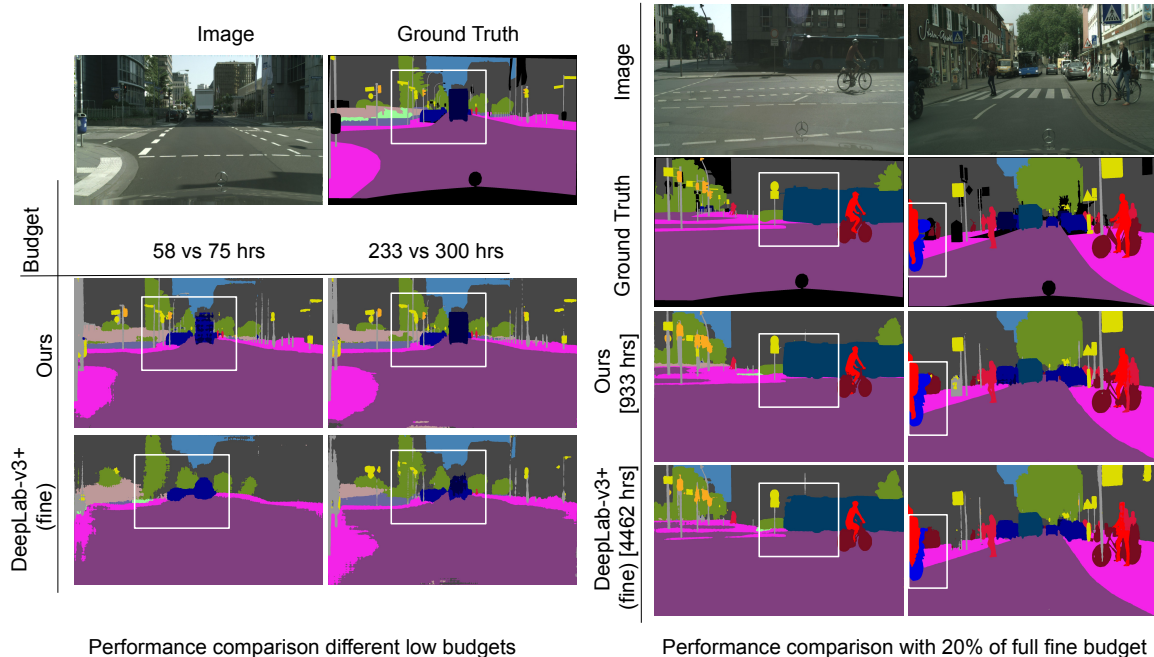 Image
Ground Truth
Budget
58 vs 75 hrs
233 vs 300 hrs
Ours
DeepLab-v3+
(fine)
Performance comparison different low budgets
Image
Ground Truth
Ours
[933 hrs]
DeepLab-v3+
(fine) [4462 hrs]
Performance comparison with 20% of full fine budget